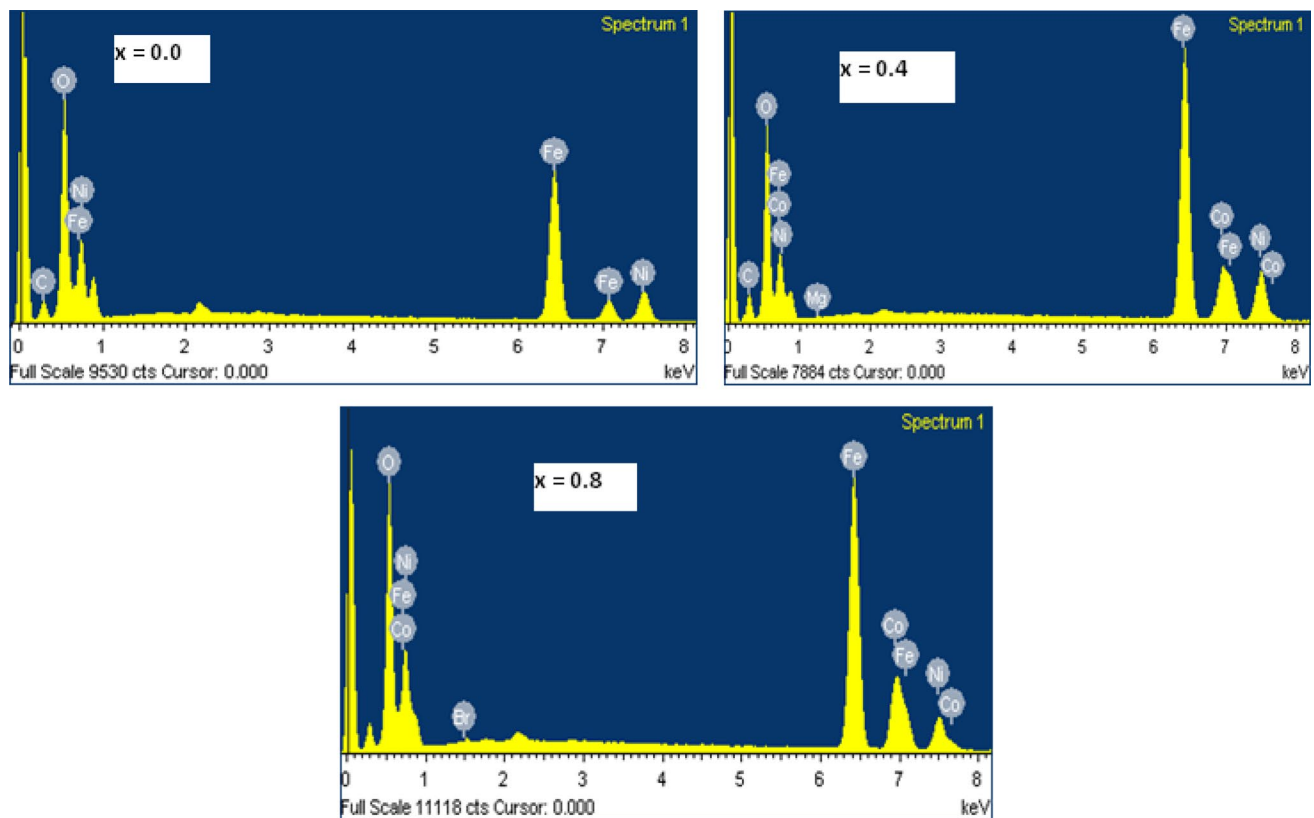 Spectrum 1
x = 0.0
O
Ni
Fe
C
Fe
Fe
Ni
0 1 2 3 4 5 6 7 8
Full Scale 9530 cts Cursor: 0.000 keV
Spectrum 1
x = 0.4
Fe
O
Fe
Co
Ni
C
Mg
Co
Fe
Ni
Co
0 1 2 3 4 5 6 7 8
Full Scale 7884 cts Cursor: 0.000 keV
Spectrum 1
x = 0.8
O
Ni
Fe
Co
Br
Fe
Co
Fe
Ni
Co
0 1 2 3 4 5 6 7 8
Full Scale 11118 cts Cursor: 0.000 keV